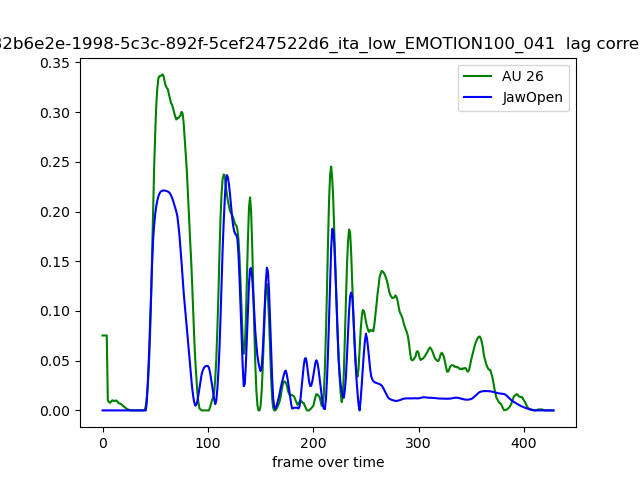 32b6e2e-1998-5c3c-892f-5cef247522d6_ita_low_EMOTION100_041 lag corre
0.35
0.30
0.25
0.20
0.15
0.10
0.05
0.00
AU 26
JawOpen
0 100 200 300 400
frame over time